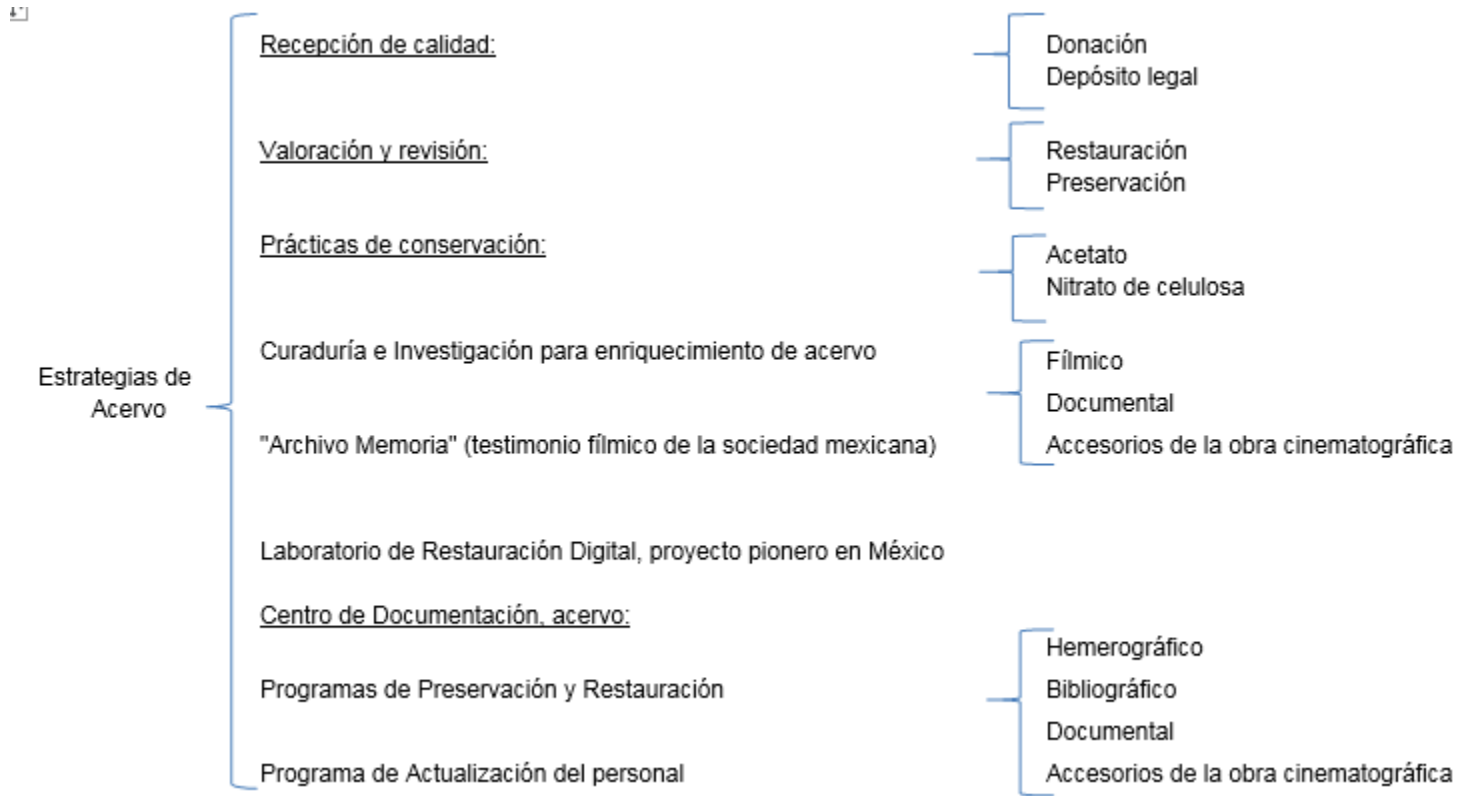 Estrategias de
Acervo
Recepción de calidad:
Donación
Depósito legal
Valoración y revisión:
Restauración
Preservación
Prácticas de conservación:
Acetato
Nitrato de celulosa
Curaduría e Investigación para enriquecimiento de acervo
Fílmico
Documental
Accesorios de la obra cinematográfica
"Archivo Memoria" (testimonio fílmico de la sociedad mexicana)
Laboratorio de Restauración Digital, proyecto pionero en México
Centro de Documentación, acervo:
Hemerográfico
Bibliográfico
Documental
Accesorios de la obra cinematográfica
Programas de Preservación y Restauración
Programa de Actualización del personal